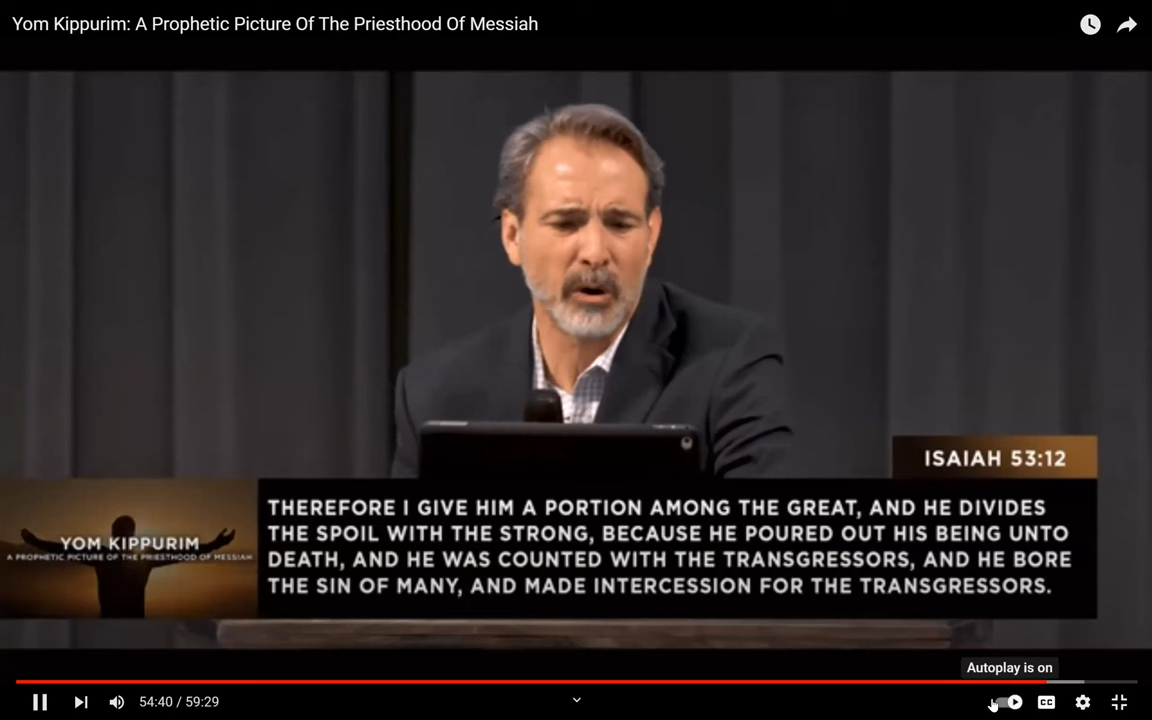 Yom Kippurim: A Prophetic Picture Of The Priesthood Of Messiah
ISAIAH 53:12
THEREFORE I GIVE HIM A PORTION AMONG THE GREAT, AND HE DIVIDES
THE SPOIL WITH THE STRONG, BECAUSE HE POURED OUT HIS BEING UNTO
DEATH, AND HE WAS COUNTED WITH THE TRANSGRESSORS, AND HE BORE
THE SIN OF MANY, AND MADE INTERCESSION FOR THE TRANSGRESSORS.
YOM KIPPURIM
A PROPHETIC PICTURE OF THE PRIESTHOOD OF MESSIAH
Autoplay is on
54:40 / 59:29
CC